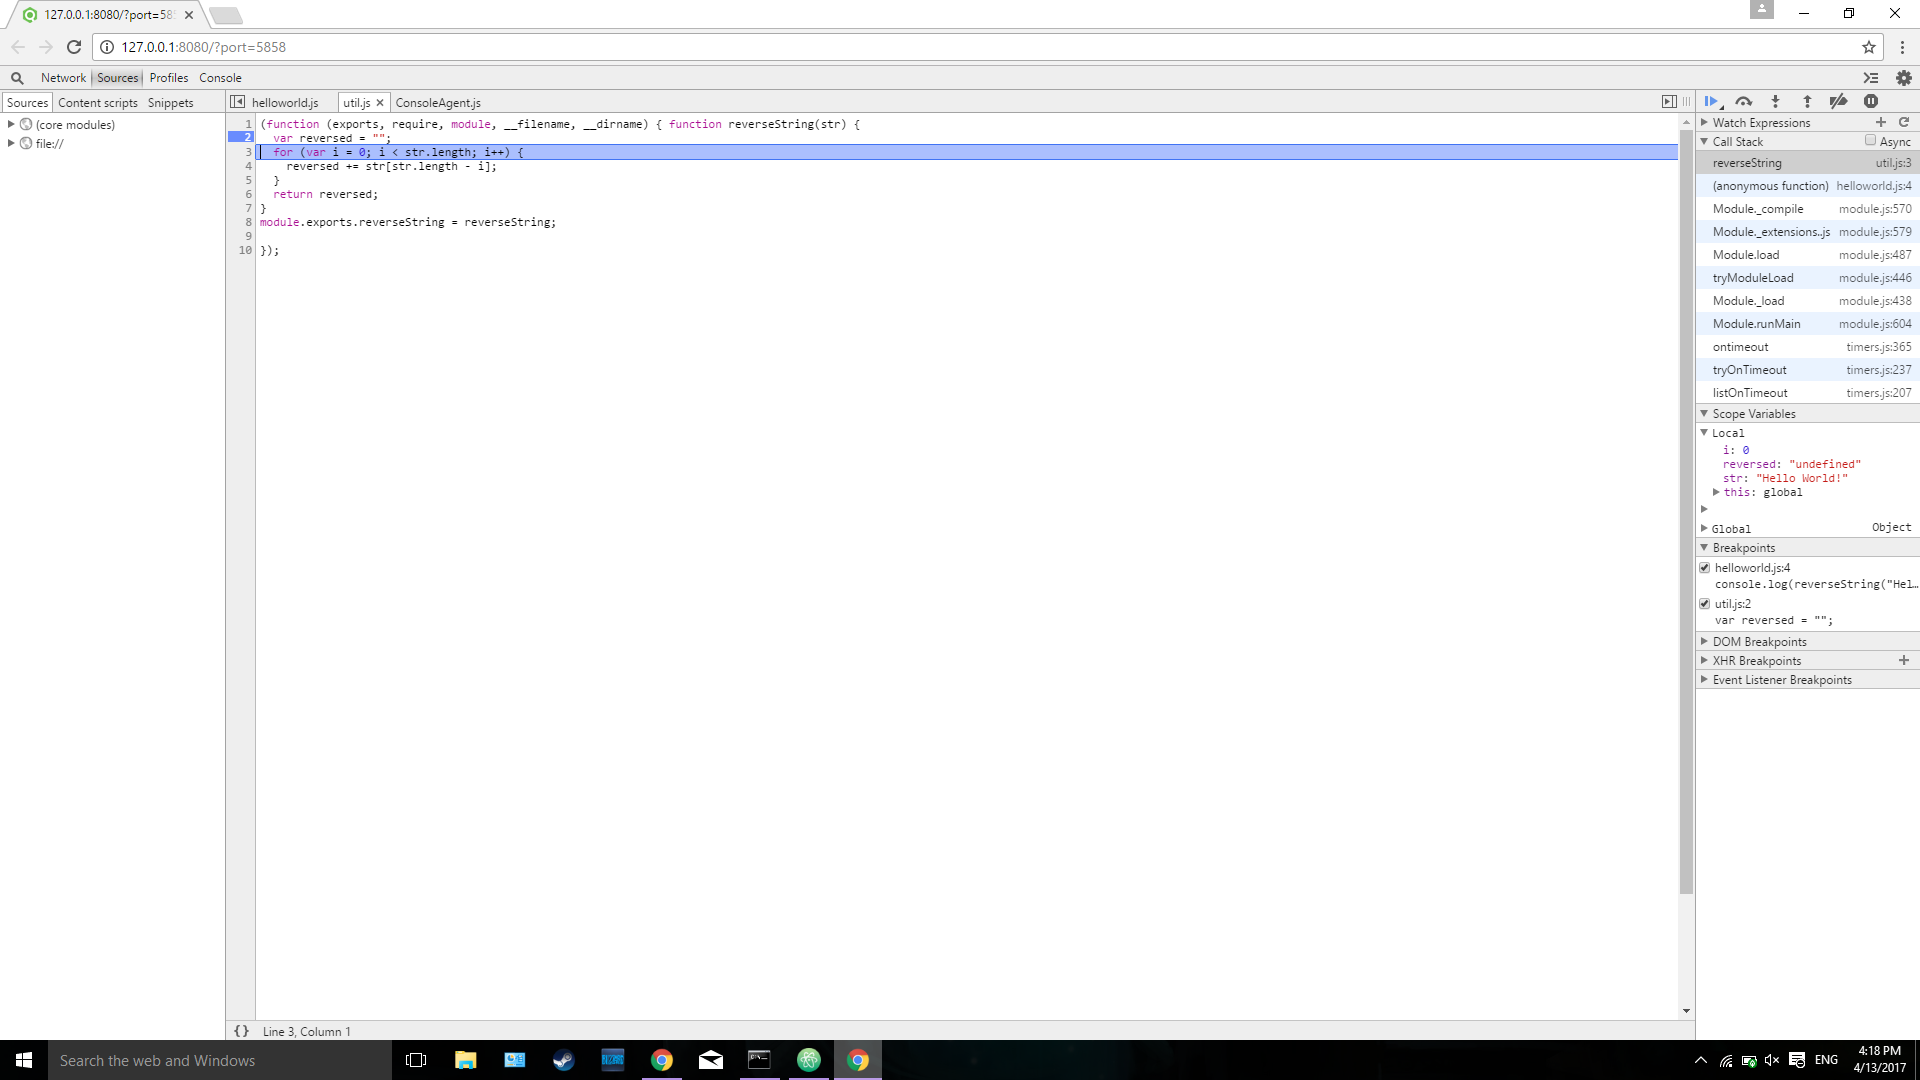 127.0.0.1:8080/?port=58
127.0.0.1:8080/?port=5858
Network Sources Profiles Console
Sources Content scripts Snippets
(core modules)
file://
helloworld.js util.js × ConsoleAgent.js
1 (function (exports, require, module, __filename, __dirname) { function reverseString(str) {
2 var reversed = "";
3 for (var i = 0; i < str.length; i++) {
4 reversed += str[str.length - i];
5 }
6 return reversed;
7 }
8 module.exports.reverseString = reverseString;
9
10 });
{} Line 3, Column 1
Watch Expressions
Call Stack Async
reverseString util.js:3
(anonymous function) helloworld.js:4
Module._compile module.js:570
Module._extensions..js module.js:579
Module.load module.js:487
tryModuleLoad module.js:446
Module._load module.js:438
Module.runMain module.js:604
ontimeout timers.js:365
tryOnTimeout timers.js:237
listOnTimeout timers.js:207
Scope Variables
Local
i: 0
reversed: "undefined"
str: "Hello World!"
this: global
Global Object
Breakpoints
helloworld.js:4
console.log(reverseString("Hel…
util.js:2
var reversed = "";
DOM Breakpoints
XHR Breakpoints
Event Listener Breakpoints
Search the web and Windows
ENG
4:18 PM
4/13/2017